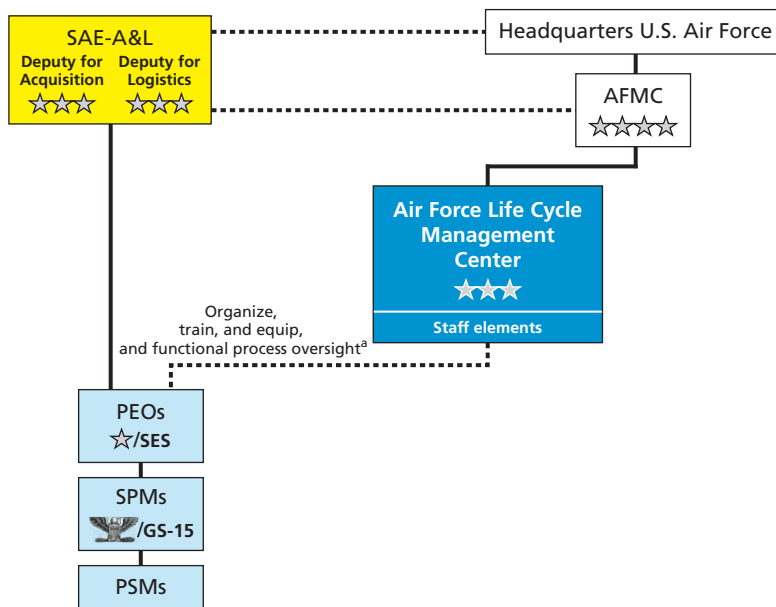 SAE-A&L
Deputy for Acquisition
Deputy for Logistics
Headquarters U.S. Air Force
AFMC
Air Force Life Cycle
Management
Center
Staff elements
Organize,
train, and equip,
and functional process oversightᵃ
PEOs
/SES
SPMs
/GS-15
PSMs